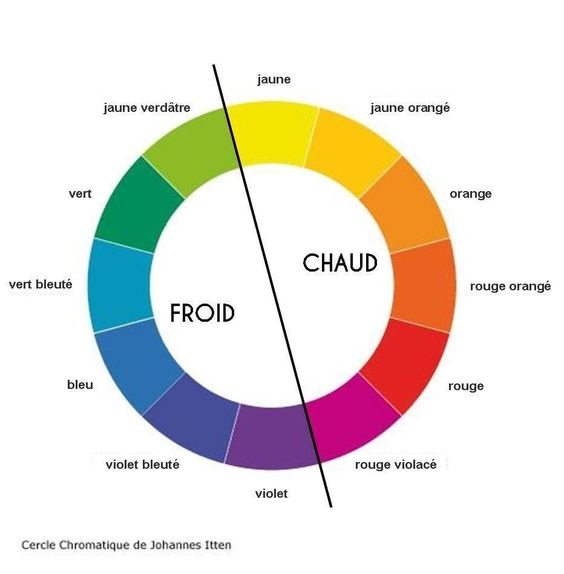 jaune
jaune verdâtre
jaune orangé
vert
orange
CHAUD
vert bleuté
rouge orangé
FROID
bleu
rouge
violet bleuté
rouge violacé
violet
Cercle Chromatique de Johannes Itten